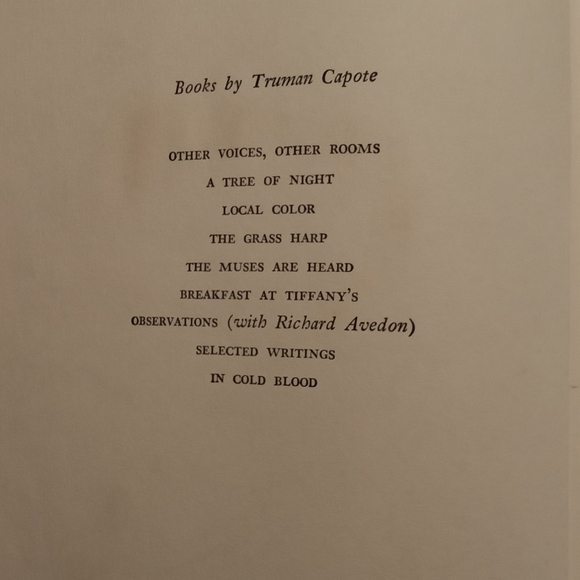 Books by Truman Capote
OTHER VOICES, OTHER ROOMS
A TREE OF NIGHT
LOCAL COLOR
THE GRASS HARP
THE MUSES ARE HEARD
BREAKFAST AT TIFFANY'S
OBSERVATIONS (with Richard Avedon)
SELECTED WRITINGS
IN COLD BLOOD